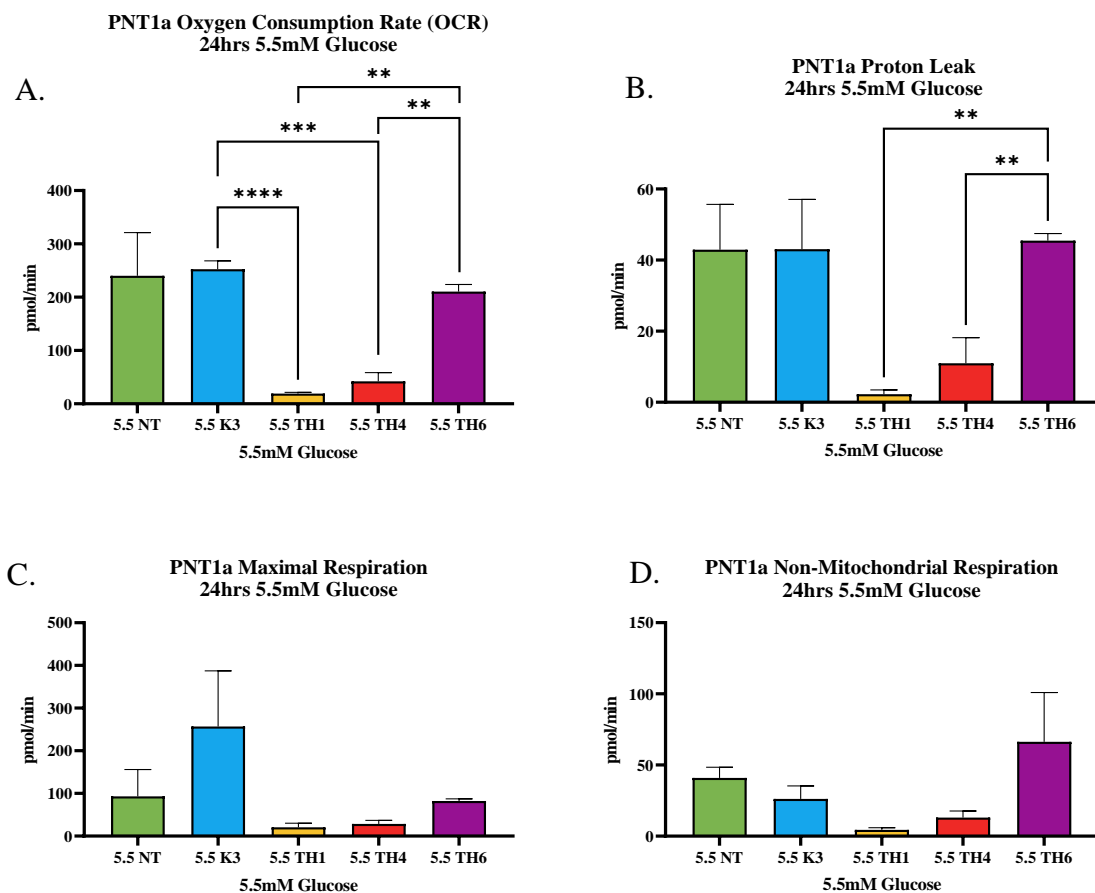 A.
PNT1a Oxygen Consumption Rate (OCR)
24hrs 5.5mM Glucose
**
**
***
****
pmol/min
400
300
200
100
0
5.5 NT 5.5 K3 5.5 TH1 5.5 TH4 5.5 TH6
5.5mM Glucose
B.
PNT1a Proton Leak
24hrs 5.5mM Glucose
**
**
pmol/min
60
40
20
0
5.5 NT 5.5 K3 5.5 TH1 5.5 TH4 5.5 TH6
5.5mM Glucose
C.
PNT1a Maximal Respiration
24hrs 5.5mM Glucose
pmol/min
500
400
300
200
100
0
5.5 NT 5.5 K3 5.5 TH1 5.5 TH4 5.5 TH6
5.5mM Glucose
D.
PNT1a Non-Mitochondrial Respiration
24hrs 5.5mM Glucose
pmol/min
150
100
50
0
5.5 NT 5.5 K3 5.5 TH1 5.5 TH4 5.5 TH6
5.5mM Glucose